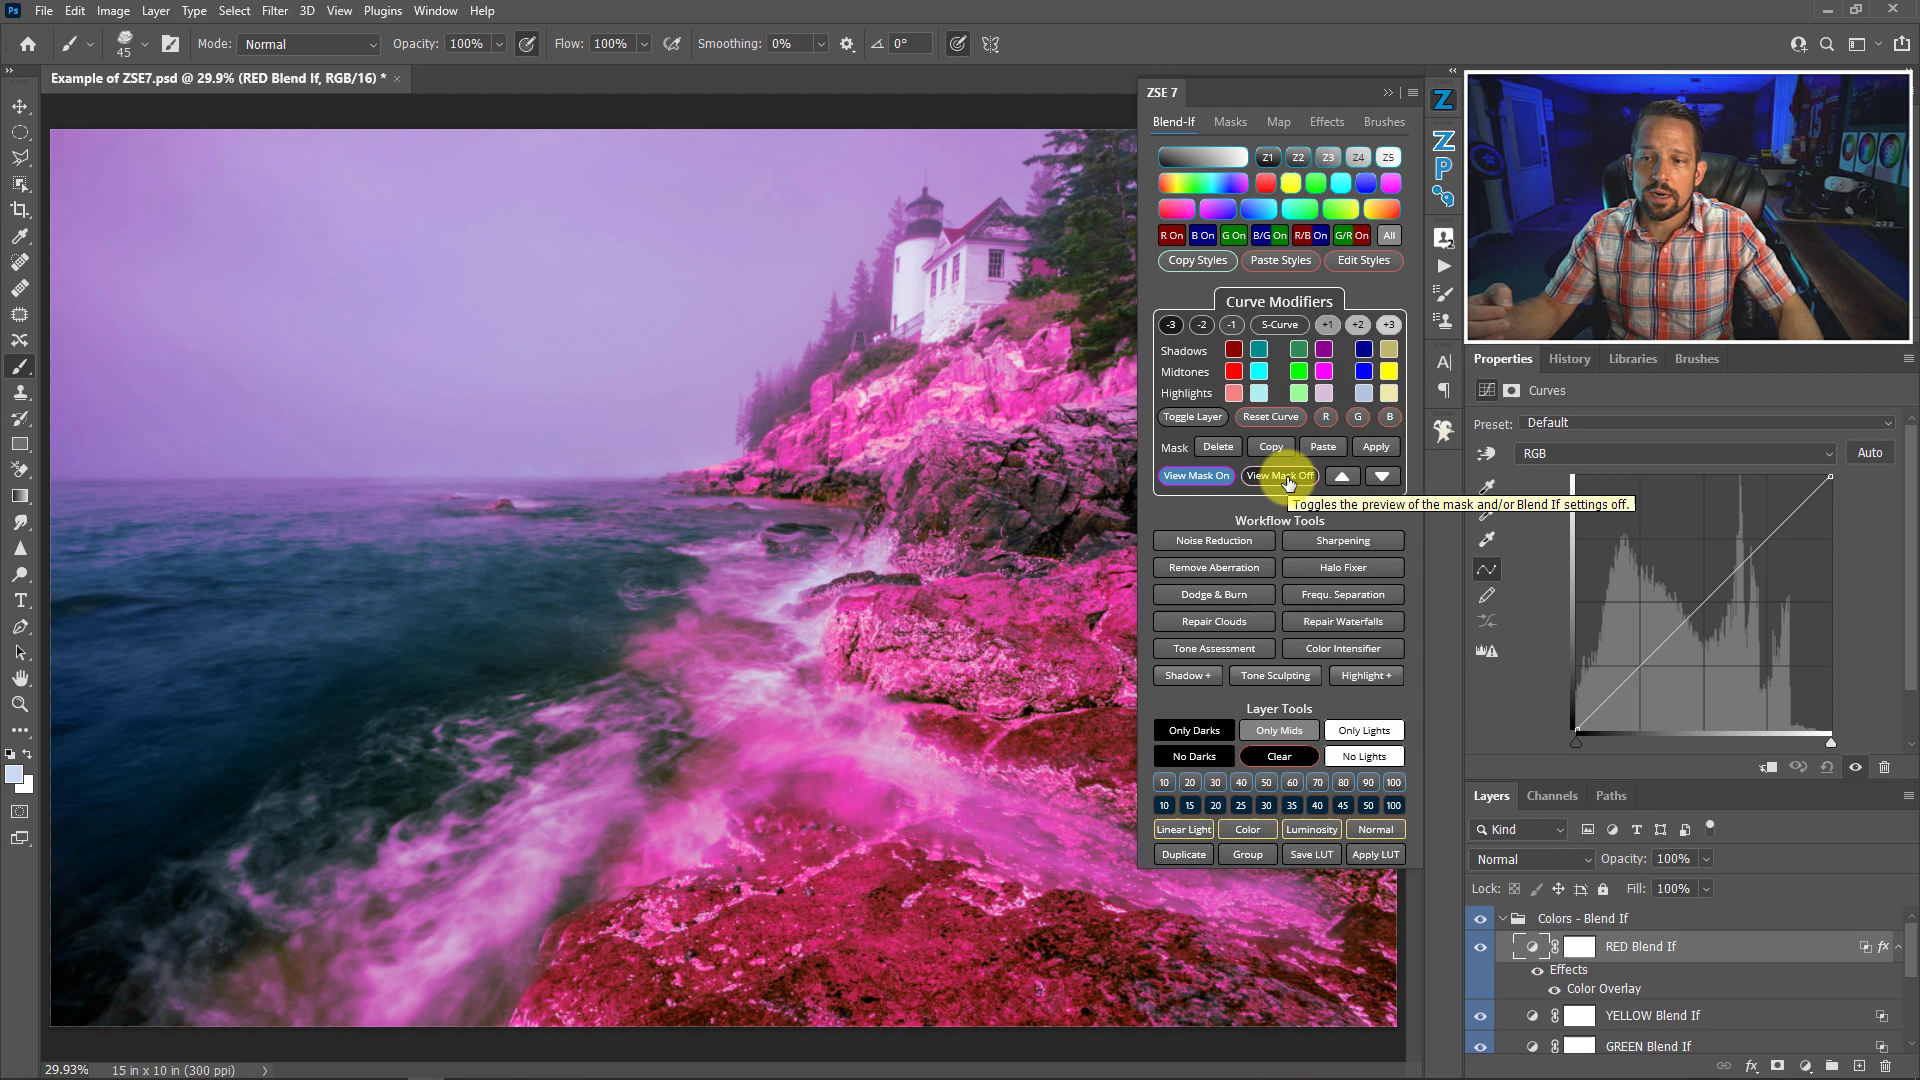 Ps File Edit Image Layer Type Select Filter 3D View Plugins Window Help
45 Mode: Normal Opacity: 100% Flow: 100% Smoothing: 0% 0°
Example of ZSE7.psd @ 29.9% (RED Blend If, RGB/16) * ×
ZSE 7
Blend-If Masks Map Effects Brushes
Z1 Z2 Z3 Z4 Z5
R On B On G On B/G On R/B On G/R On All
Copy Styles Paste Styles Edit Styles
Curve Modifiers
-3 -2 -1 S-Curve +1 +2 +3
Shadows
Midtones
Highlights
Toggle Layer Reset Curve R G B
Mask Delete Copy Paste Apply
View Mask On View Mask Off
Toggles the preview of the mask and/or Blend If settings off.
Workflow Tools
Noise Reduction Sharpening
Remove Aberration Halo Fixer
Dodge & Burn Frequ. Separation
Repair Clouds Repair Waterfalls
Tone Assessment Color Intensifier
Shadow + Tone Sculpting Highlight +
Layer Tools
Only Darks Only Mids Only Lights
No Darks Clear No Lights
10 20 30 40 50 60 70 80 90 100
10 15 20 25 30 35 40 45 50 100
Linear Light Color Luminosity Normal
Duplicate Group Save LUT Apply LUT
Properties History Libraries Brushes
Curves
Preset: Default
RGB Auto
Layers Channels Paths
Kind
Normal Opacity: 100%
Lock: Fill: 100%
Colors - Blend If
RED Blend If fx
Effects
Color Overlay
YELLOW Blend If
GREEN Blend If
29.93% 15 in x 10 in (300 ppi)